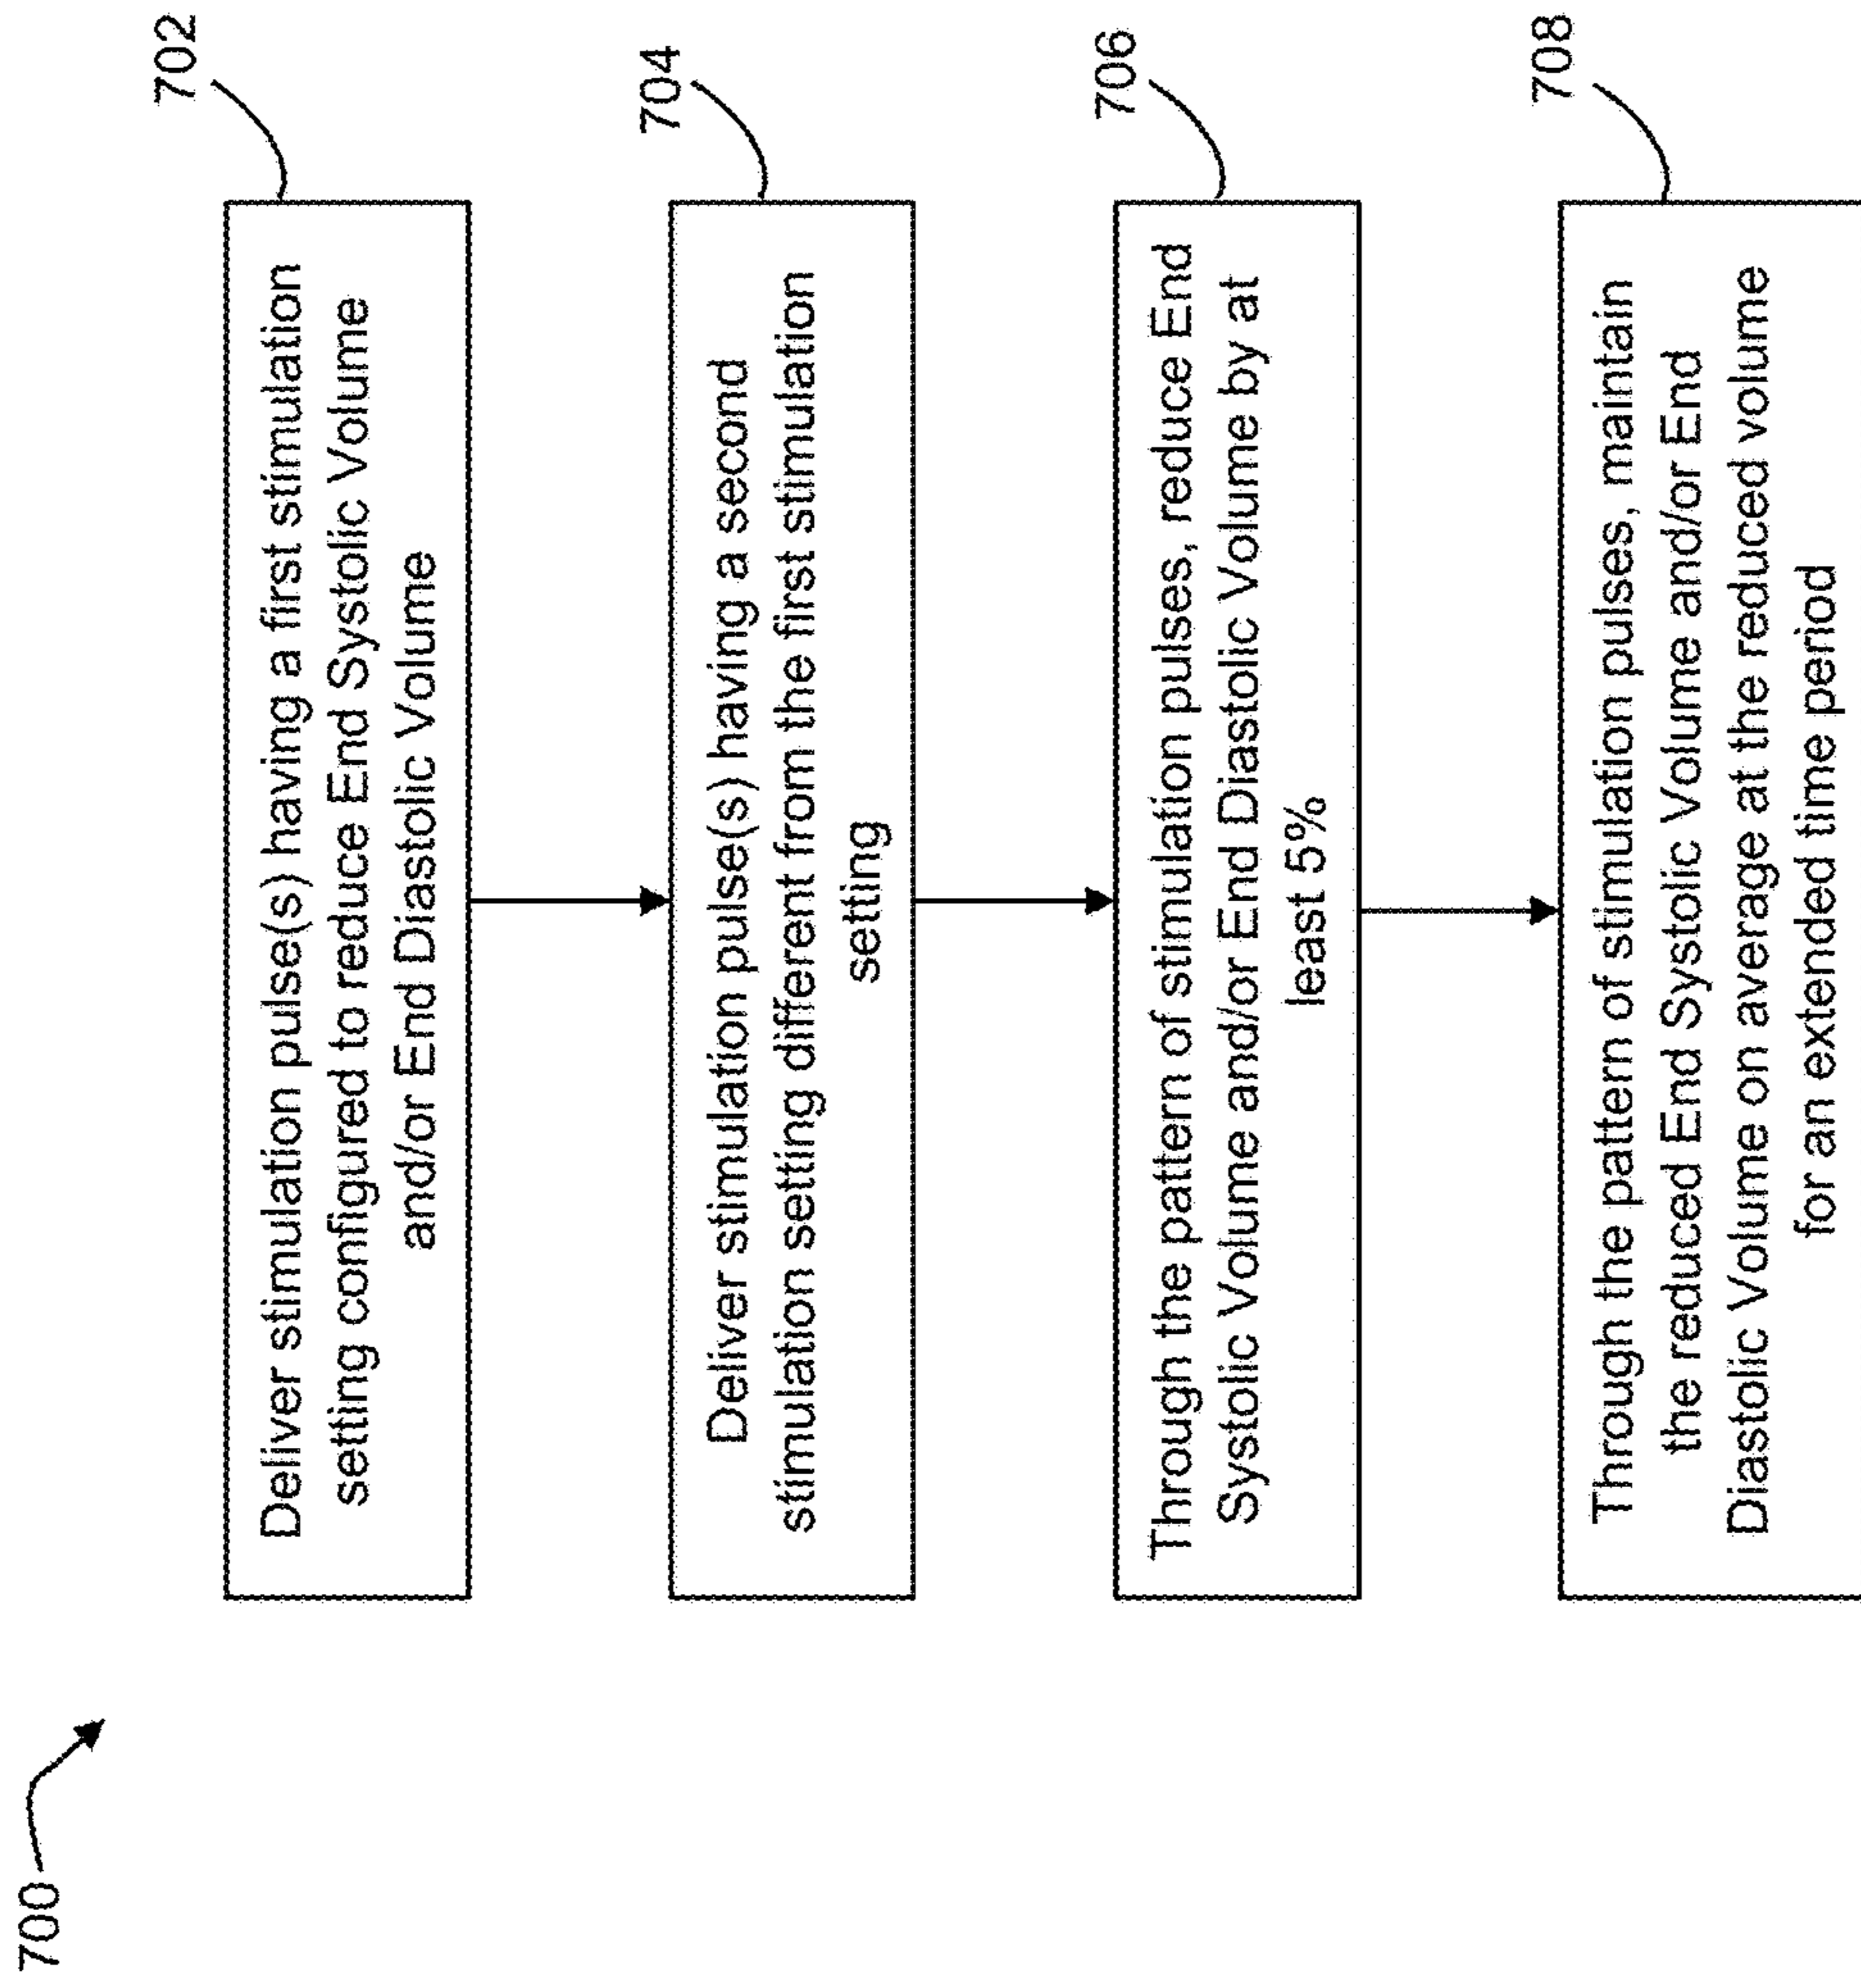 700
702
Deliver stimulation pulse(s) having a first stimulation
setting configured to reduce End Systolic Volume
and/or End Diastolic Volume
704
Deliver stimulation pulse(s) having a second
stimulation setting different from the first stimulation
setting
706
Through the pattern of stimulation pulses, reduce End
Systolic Volume and/or End Diastolic Volume by at
least 5%
708
Through the pattern of stimulation pulses, maintain
the reduced End Systolic Volume and/or End
Diastolic Volume on average at the reduced volume
for an extended time period